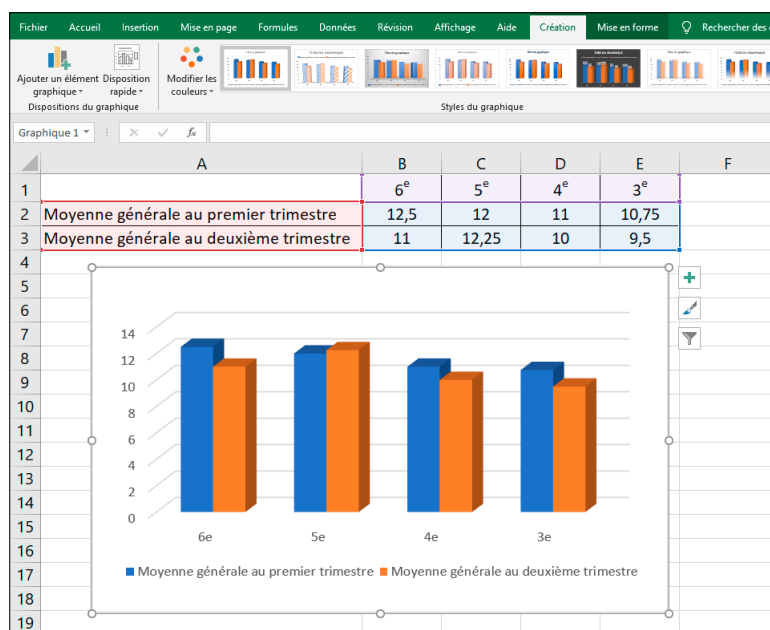 Fichier Accueil Insertion Mise en page Formules Données Révision Affichage Aide Création Mise en forme Rechercher des
Ajouter un élément graphique
Disposition rapide
Modifier les couleurs
Dispositions du graphique
Styles du graphique
Graphique 1 fx
A B C D E F
1 6e 5e 4e 3e
2 Moyenne générale au premier trimestre 12,5 12 11 10,75
3 Moyenne générale au deuxième trimestre 11 12,25 10 9,5
4
5
6
7
8
9
10
11
12
13
14
15
16
17
18
19
14
12
10
8
6
4
2
0
6e 5e 4e 3e
Moyenne générale au premier trimestre Moyenne générale au deuxième trimestre